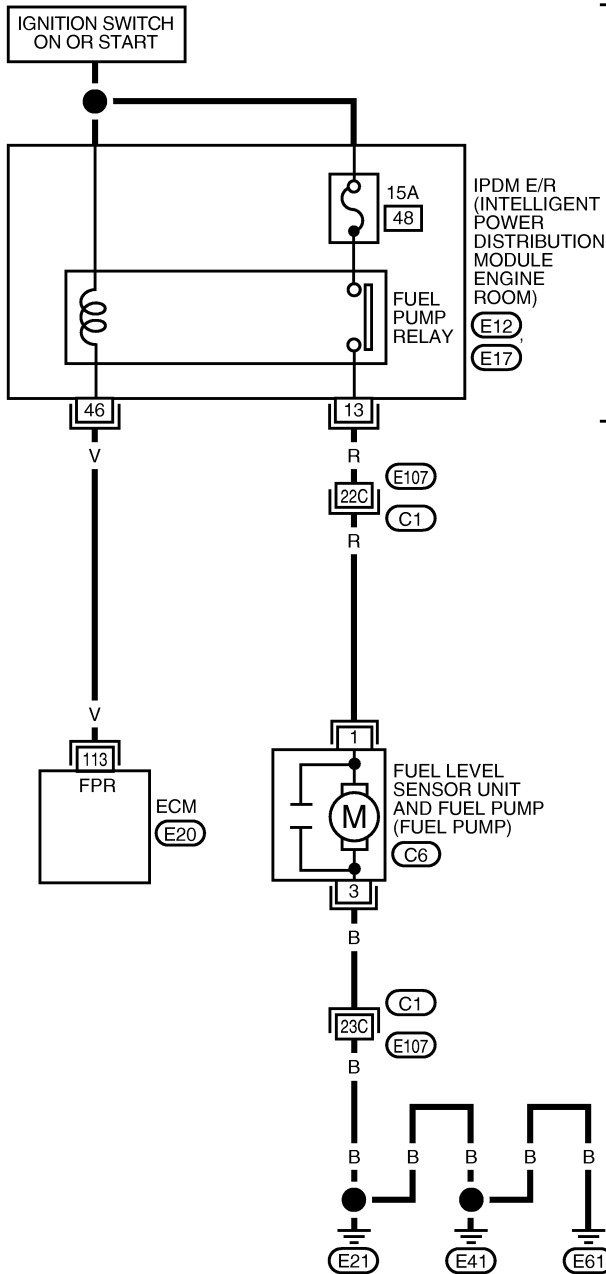 IGNITION SWITCH
ON OR START
15A
48
IPDM E/R
(INTELLIGENT
POWER
DISTRIBUTION
MODULE
ENGINE
ROOM)
E12,
E17
FUEL
PUMP
RELAY
46
13
V
R
E107
22C
C1
R
V
1
113
FPR
ECM
E20
M
FUEL LEVEL
SENSOR UNIT
AND FUEL PUMP
(FUEL PUMP)
C6
3
B
C1
23C
E107
B
B B B B B
E21 E41 E61